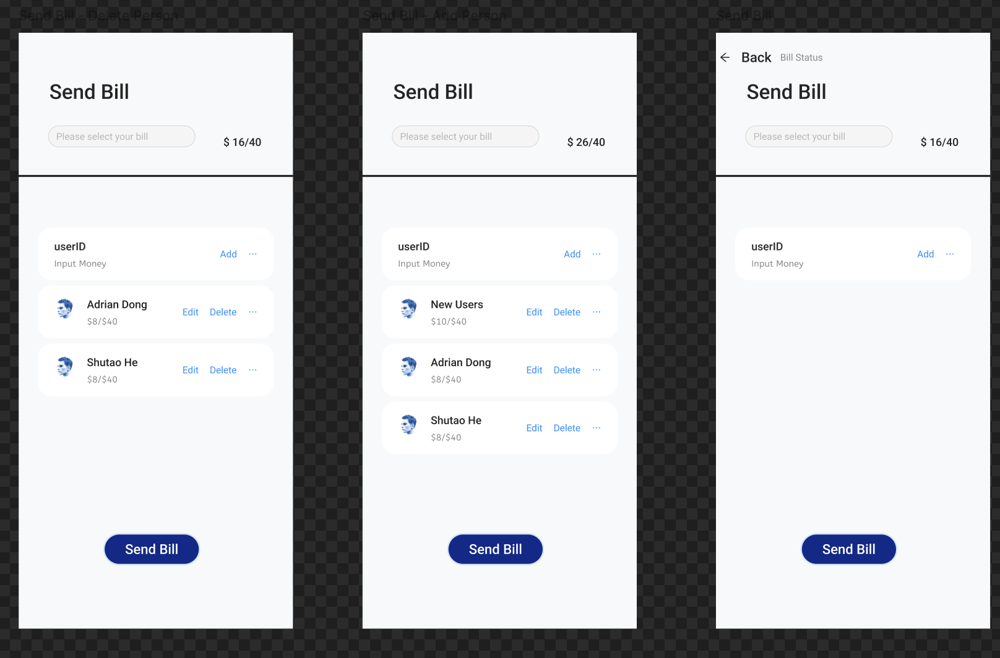 Send Bill - Delete Person
Send Bill
Please select your bill
$ 16/40
userID
Input Money
Add ···
Adrian Dong
$8/$40
Edit Delete ···
Shutao He
$8/$40
Edit Delete ···
Send Bill
Send Bill - Add Person
Send Bill
Please select your bill
$ 26/40
userID
Input Money
Add ···
New Users
$10/$40
Edit Delete ···
Adrian Dong
$8/$40
Edit Delete ···
Shutao He
$8/$40
Edit Delete ···
Send Bill
Send Bill
Back Bill Status
Send Bill
Please select your bill
$ 16/40
userID
Input Money
Add ···
Send Bill